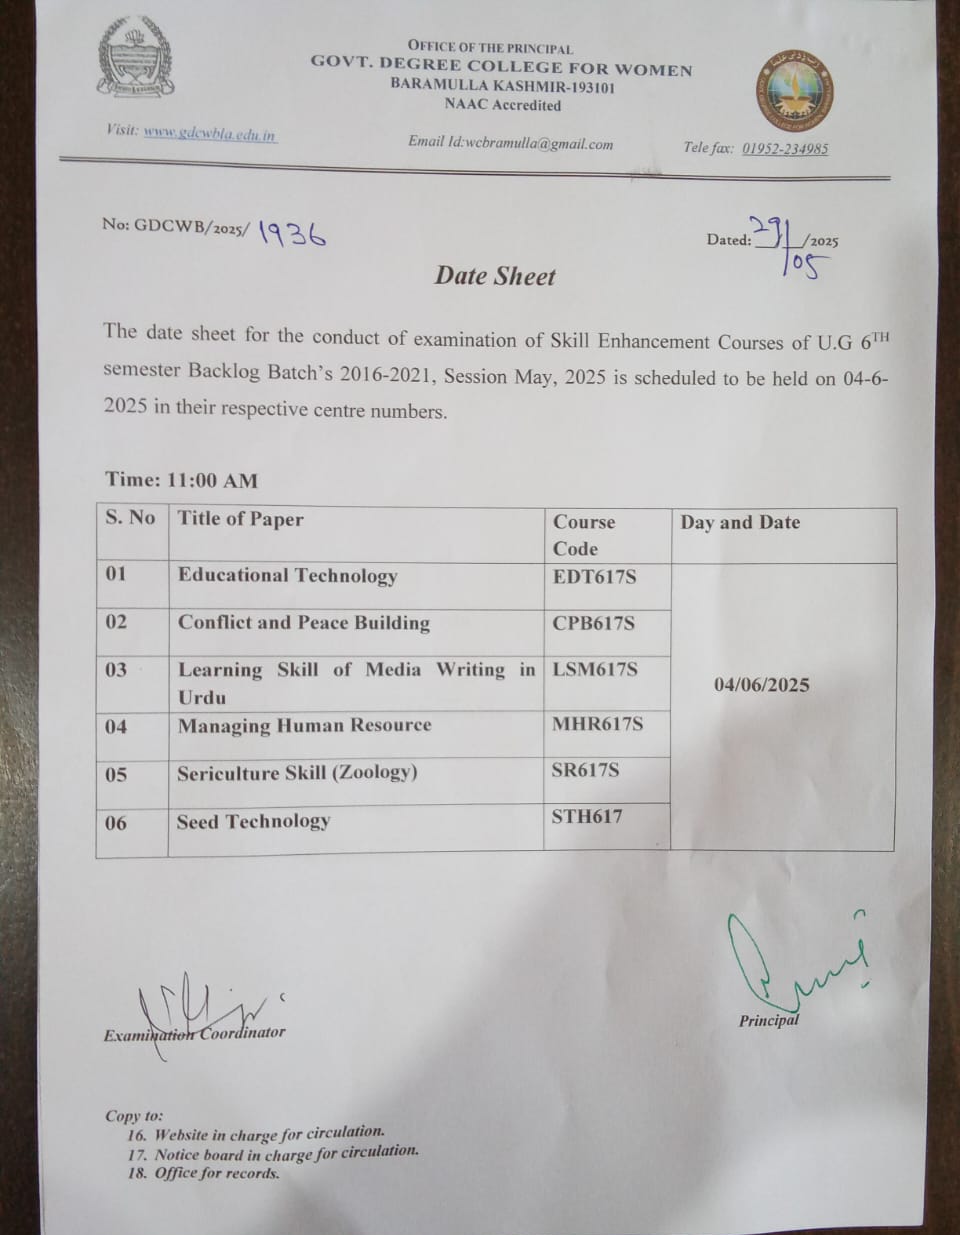 OFFICE OF THE PRINCIPAL
GOVT. DEGREE COLLEGE FOR WOMEN
BARAMULLA KASHMIR-193101
NAAC Accredited
Visit: www.gdcwbla.edu.in
Email Id:wcbramulla@gmail.com
Tele fax: 01952-234985
No: GDCWB/2025/ 1936
Dated: 29/05/2025
Date Sheet
The date sheet for the conduct of examination of Skill Enhancement Courses of U.G 6TH
semester Backlog Batch's 2016-2021, Session May, 2025 is scheduled to be held on 04-6-
2025 in their respective centre numbers.
Time: 11:00 AM
S. No Title of Paper Course Code Day and Date
01 Educational Technology EDT617S
02 Conflict and Peace Building CPB617S
03 Learning Skill of Media Writing in LSM617S
Urdu
04/06/2025
04 Managing Human Resource MHR617S
05 Sericulture Skill (Zoology) SR617S
06 Seed Technology STH617
Examination Coordinator
Principal
Copy to:
16. Website in charge for circulation.
17. Notice board in charge for circulation.
18. Office for records.